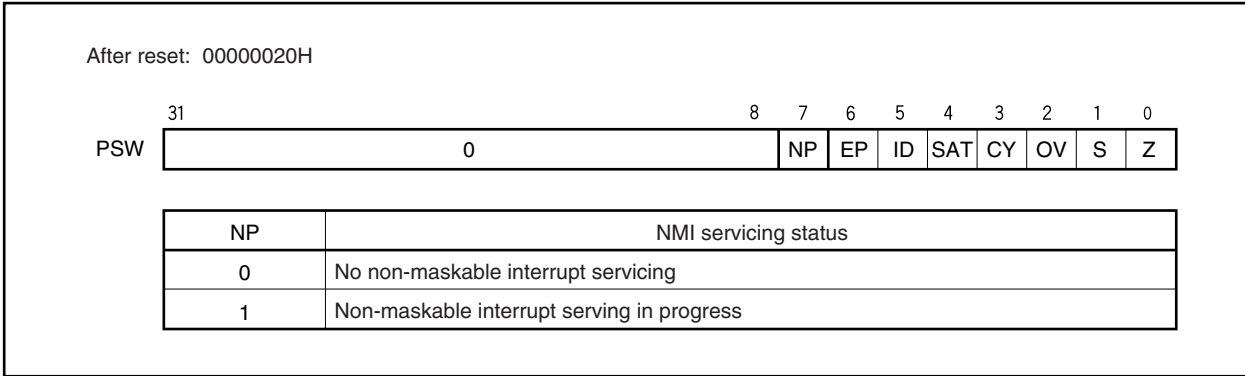 After reset: 00000020H
31 8 7 6 5 4 3 2 1 0
PSW 0 NP EP ID SAT CY OV S Z
NP NMI servicing status
0 No non-maskable interrupt servicing
1 Non-maskable interrupt serving in progress